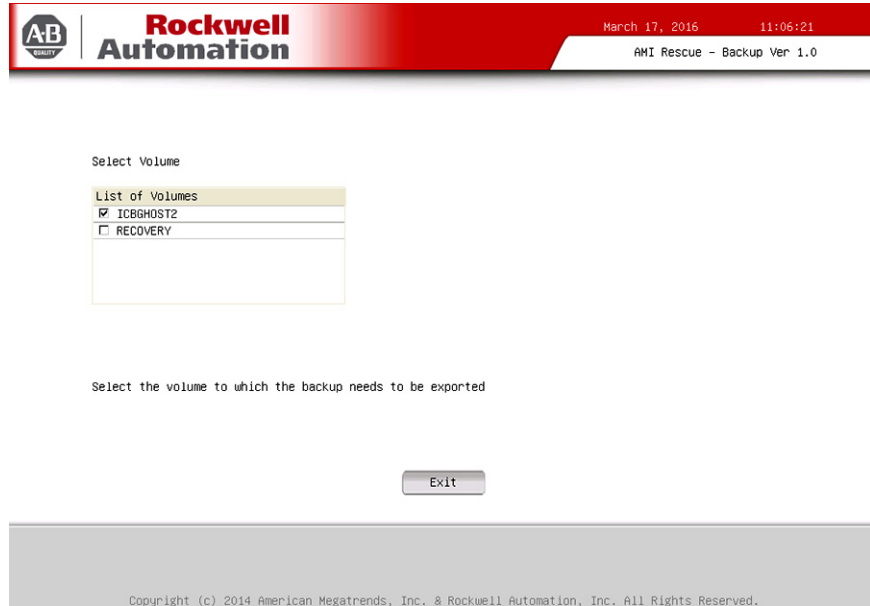 A-B
QUALITY
Rockwell
Automation
March 17, 2016 11:06:21
AMI Rescue - Backup Ver 1.0
Select Volume
List of Volumes
ICBGHOST2
RECOVERY
Select the volume to which the backup needs to be exported
Exit
Copyright (c) 2014 American Megatrends, Inc. & Rockwell Automation, Inc. All Rights Reserved.